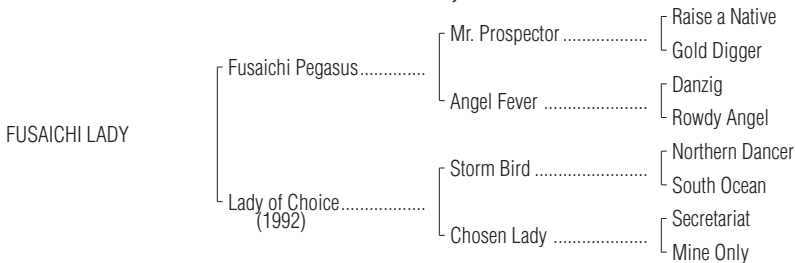 Raise a Native
Mr. Prospector ..................
Gold Digger
Fusaichi Pegasus..............
Danzig
Angel Fever ......................
Rowdy Angel
FUSAICHI LADY
Northern Dancer
Storm Bird ........................
South Ocean
Lady of Choice..................
(1992)
Secretariat
Chosen Lady ....................
Mine Only